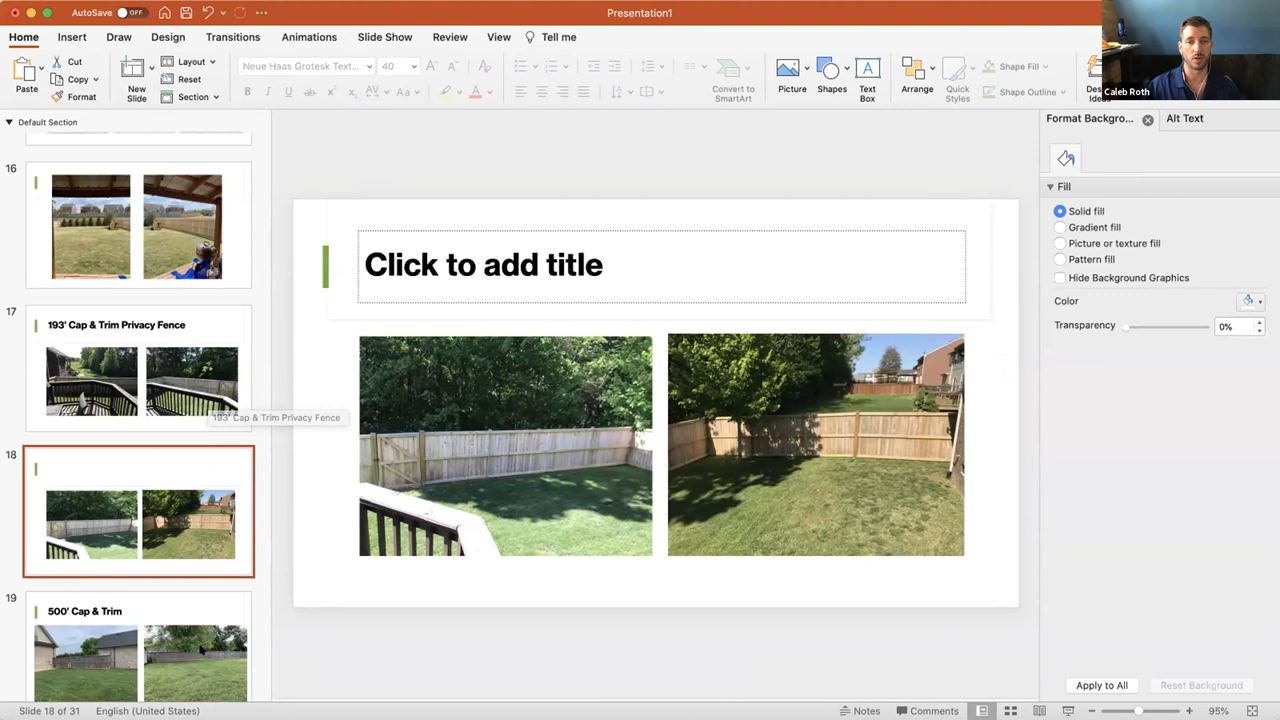 AutoSave OFF
Presentation1
Home Insert Draw Design Transitions Animations Slide Show Review View Tell me
Paste
Cut
Copy
Format
New Slide
Layout
Reset
Section
Neue Haas Grotesk Text... 40
Convert to SmartArt
Picture
Shapes
Text Box
Arrange
Quick Styles
Shape Fill
Shape Outline
Caleb Roth
Default Section
16
17
193' Cap & Trim Privacy Fence
193' Cap & Trim Privacy Fence
18
19
500' Cap & Trim
Click to add title
Format Backgro... Alt Text
Fill
Solid fill
Gradient fill
Picture or texture fill
Pattern fill
Hide Background Graphics
Color
Transparency 0%
Apply to All Reset Background
Slide 18 of 31 English (United States) Notes Comments 95%